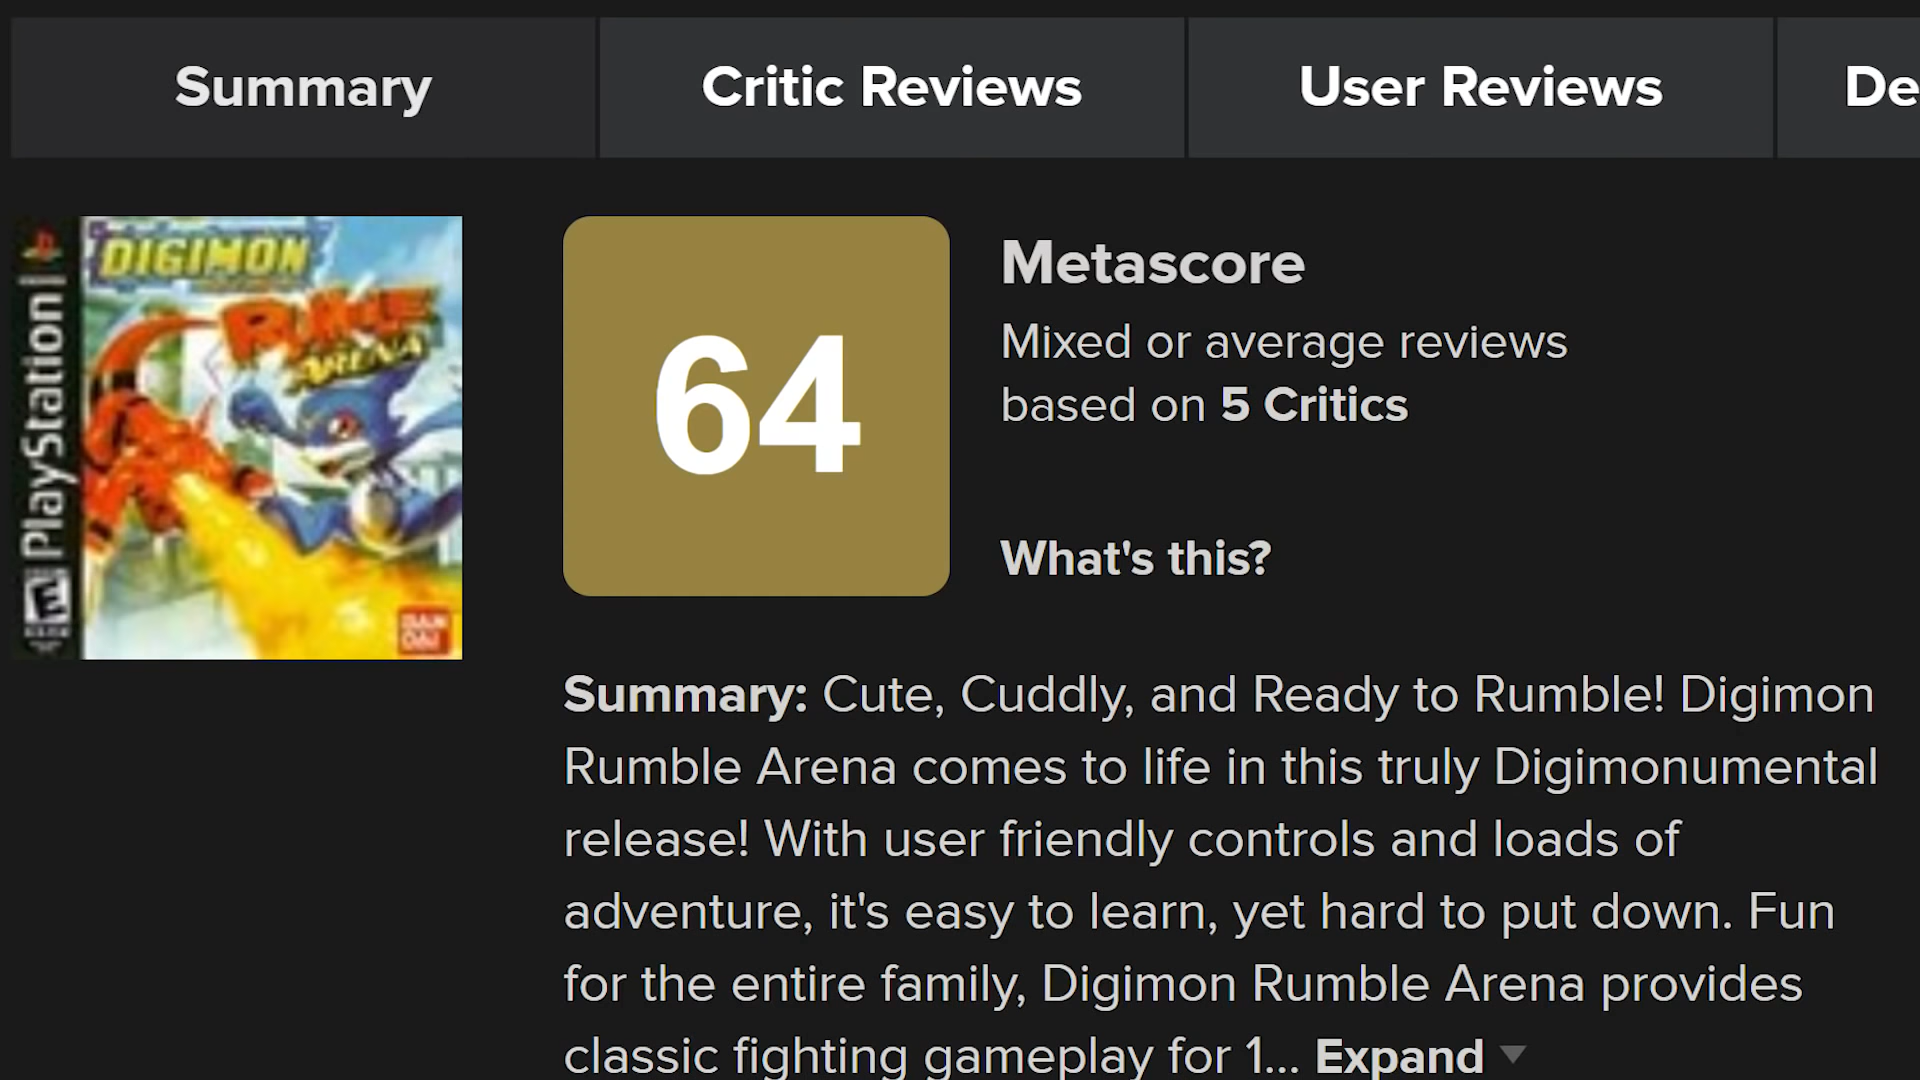 Summary
Critic Reviews
User Reviews
De
PlayStation
DIGIMON
RUMBLE
ARENA
BAN
DAI
E
64
Metascore
Mixed or average reviews
based on 5 Critics
What's this?
Summary: Cute, Cuddly, and Ready to Rumble! Digimon
Rumble Arena comes to life in this truly Digimonumental
release! With user friendly controls and loads of
adventure, it's easy to learn, yet hard to put down. Fun
for the entire family, Digimon Rumble Arena provides
classic fighting gameplay for 1... Expand